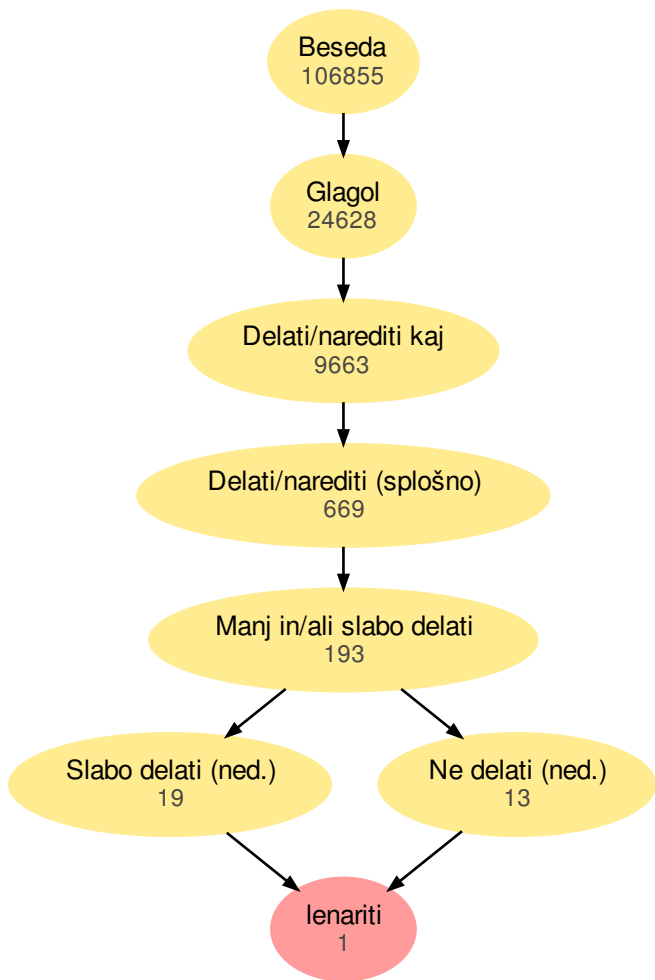 Beseda
106855
Glagol
24628
Delati/narediti kaj
9663
Delati/narediti (splošno)
669
Manj in/ali slabo delati
193
Slabo delati (ned.)
19
Ne delati (ned.)
13
lenariti
1